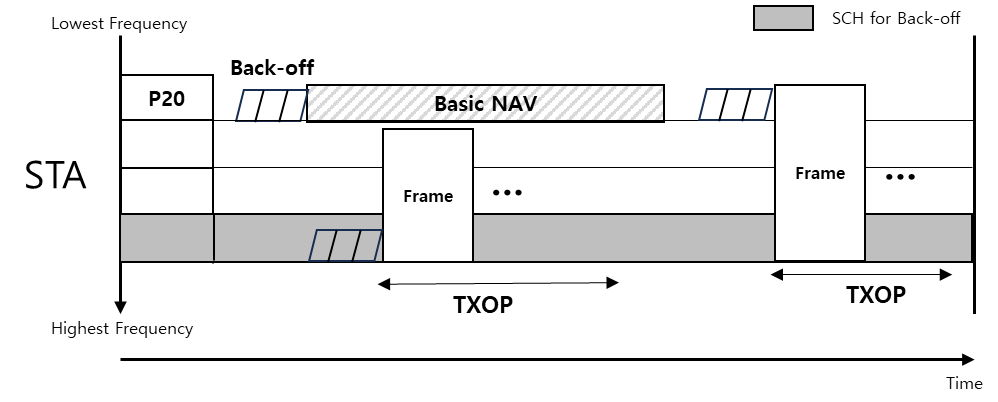 Lowest Frequency
SCH for Back-off
Back-off
P20
Basic NAV
STA
Frame
...
Frame
...
TXOP
TXOP
Highest Frequency
Time